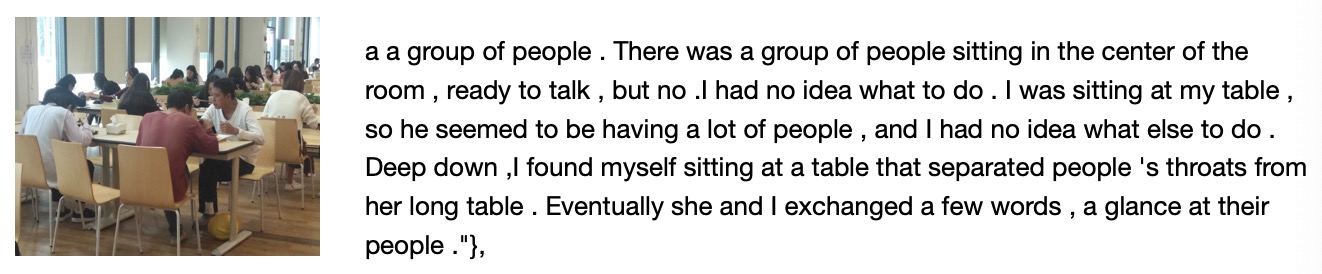 a a group of people . There was a group of people sitting in the center of the
room , ready to talk , but no .I had no idea what to do . I was sitting at my table ,
so he seemed to be having a lot of people , and I had no idea what else to do .
Deep down ,I found myself sitting at a table that separated people 's throats from
her long table . Eventually she and I exchanged a few words , a glance at their
people ."},